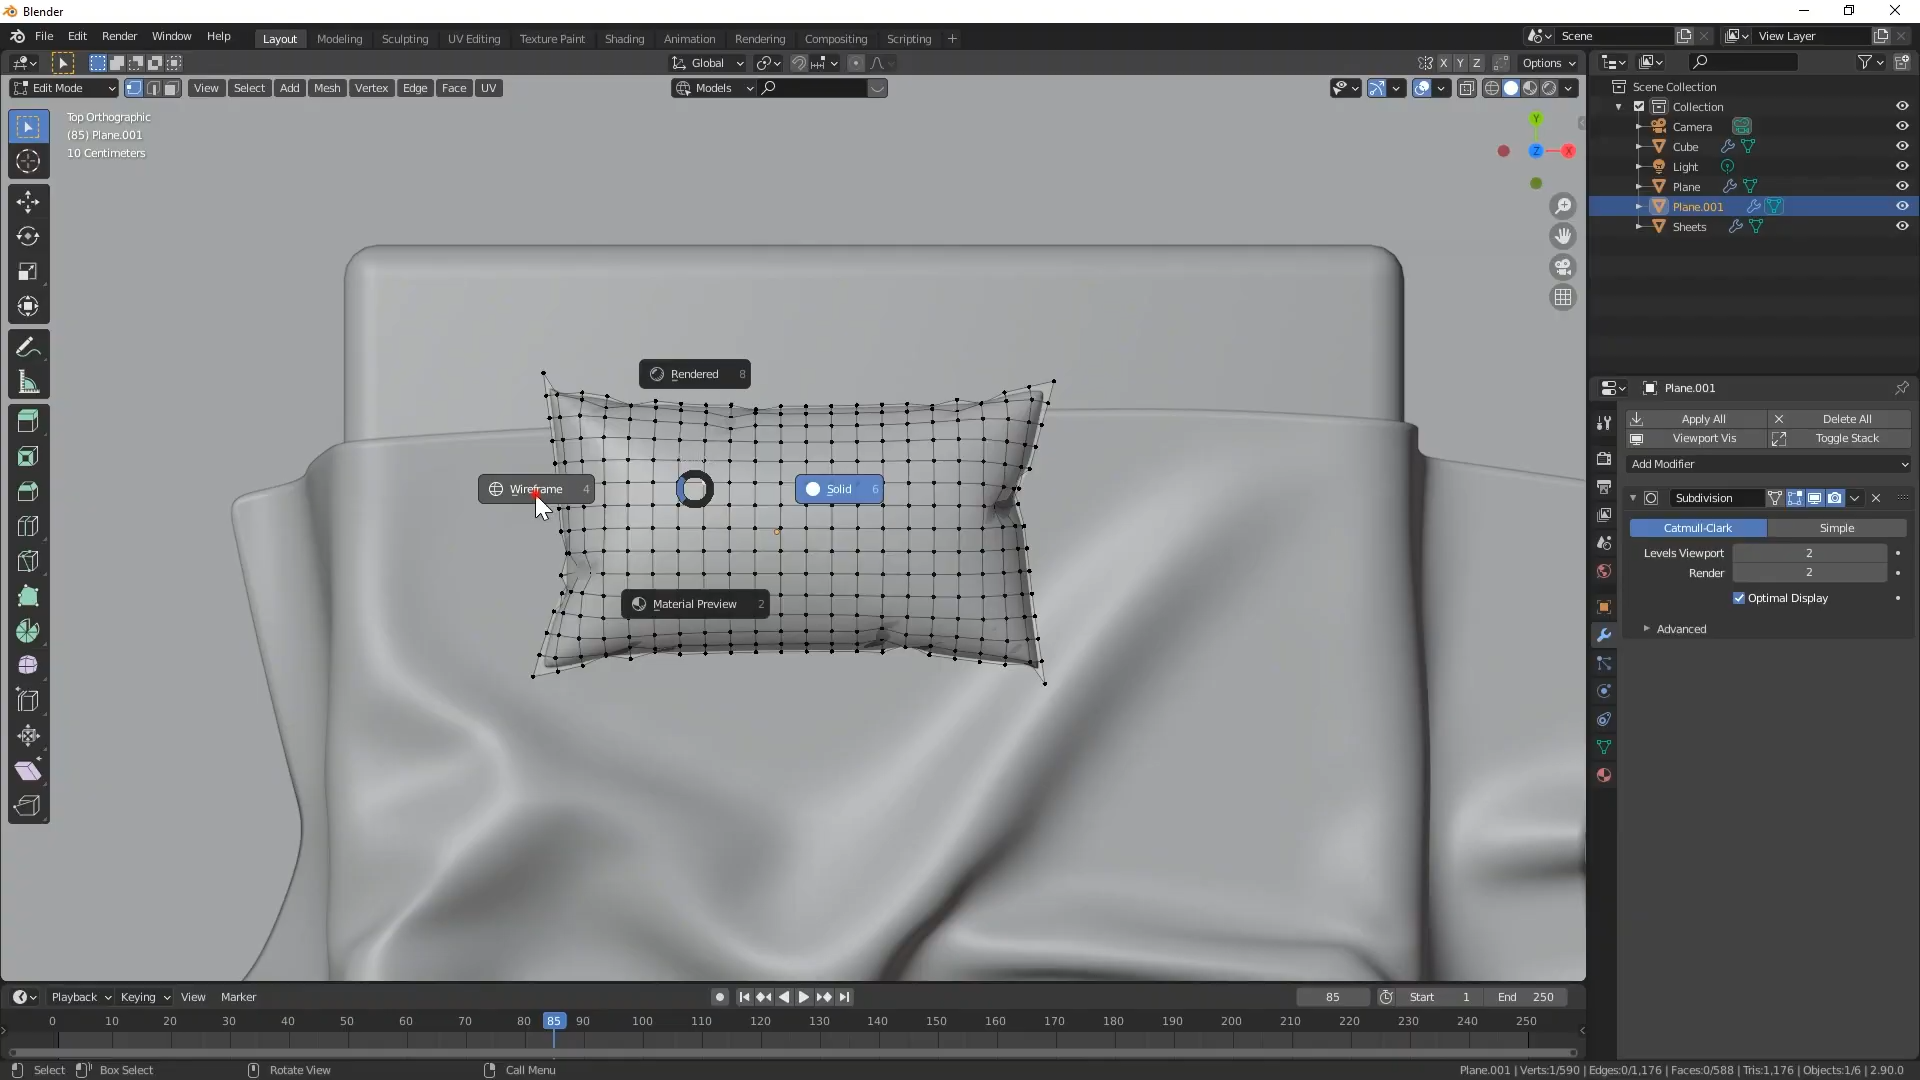 Blender
File Edit Render Window Help
Layout Modeling Sculpting UV Editing Texture Paint Shading Animation Rendering Compositing Scripting +
Scene
View Layer
Global
X Y Z
Options
Edit Mode
View Select Add Mesh Vertex Edge Face UV
Models
Top Orthographic
(85) Plane.001
10 Centimeters
Y
Z
X
Rendered 8
Wireframe 4
Solid 6
Material Preview 2
Scene Collection
Collection
Camera
Cube
Light
Plane
Plane.001
Sheets
Plane.001
Apply All
Delete All
Viewport Vis
Toggle Stack
Add Modifier
Subdivision
Catmull-Clark
Simple
Levels Viewport 2
Render 2
Optimal Display
Advanced
Playback Keying View Marker
85
Start 1
End 250
0 10 20 30 40 50 60 70 80 85 90 100 110 120 130 140 150 160 170 180 190 200 210 220 230 240 250
Select
Box Select
Rotate View
Call Menu
Plane.001 | Verts:1/590 | Edges:0/1,176 | Faces:0/588 | Tris:1,176 | Objects:1/6 | 2.90.0